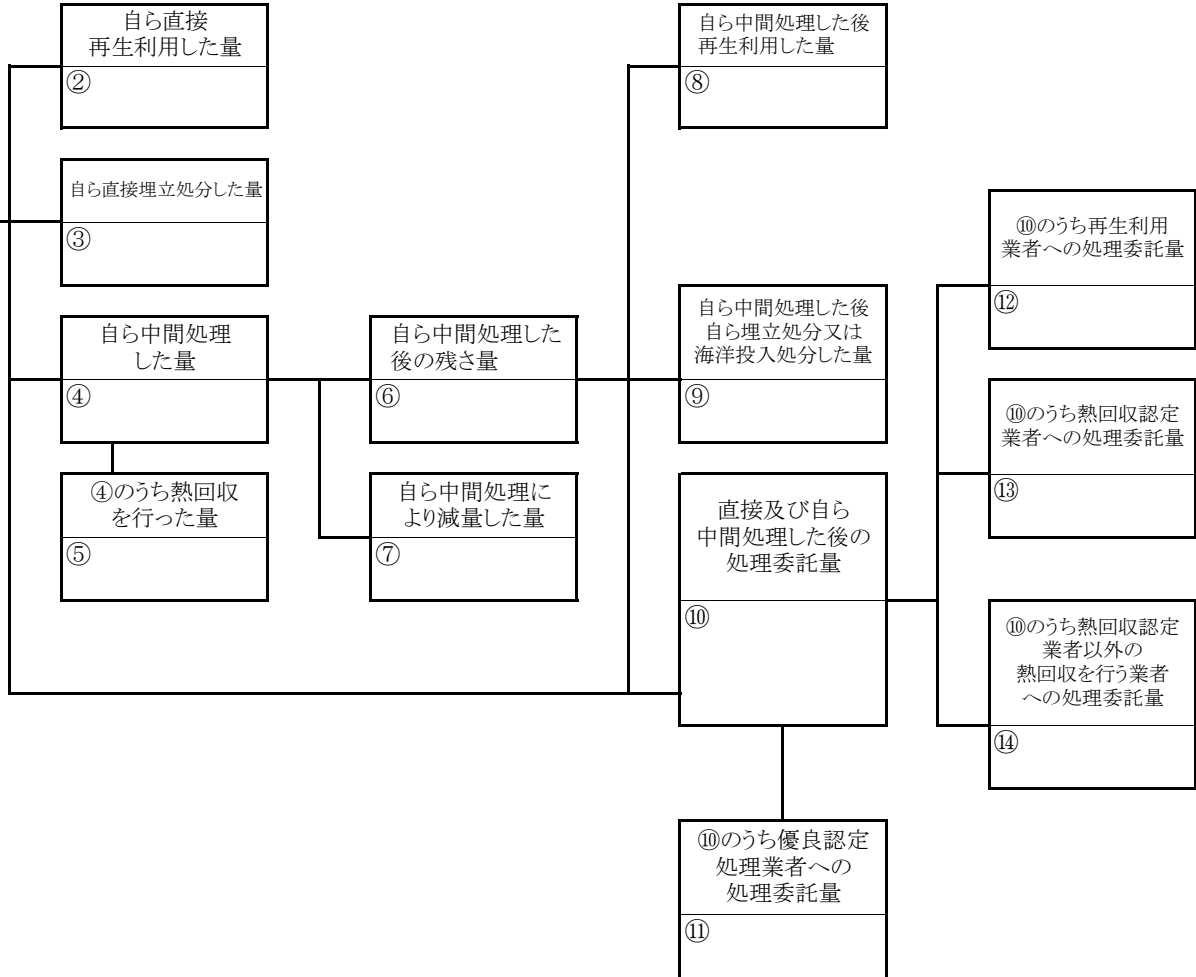 自ら直接
再生利用した量
②
自ら直接埋立処分した量
③
自ら中間処理
した量
④
④のうち熱回収
を行った量
⑤
自ら中間処理した
後の残さ量
⑥
自ら中間処理に
より減量した量
⑦
自ら中間処理した後
再生利用した量
⑧
自ら中間処理した後
自ら埋立処分又は
海洋投入処分した量
⑨
直接及び自ら
中間処理した後の
処理委託量
⑩
⑩のうち優良認定
処理業者への
処理委託量
⑪
⑩のうち再生利用
業者への処理委託量
⑫
⑩のうち熱回収認定
業者への処理委託量
⑬
⑩のうち熱回収認定
業者以外の
熱回収を行う業者
への処理委託量
⑭